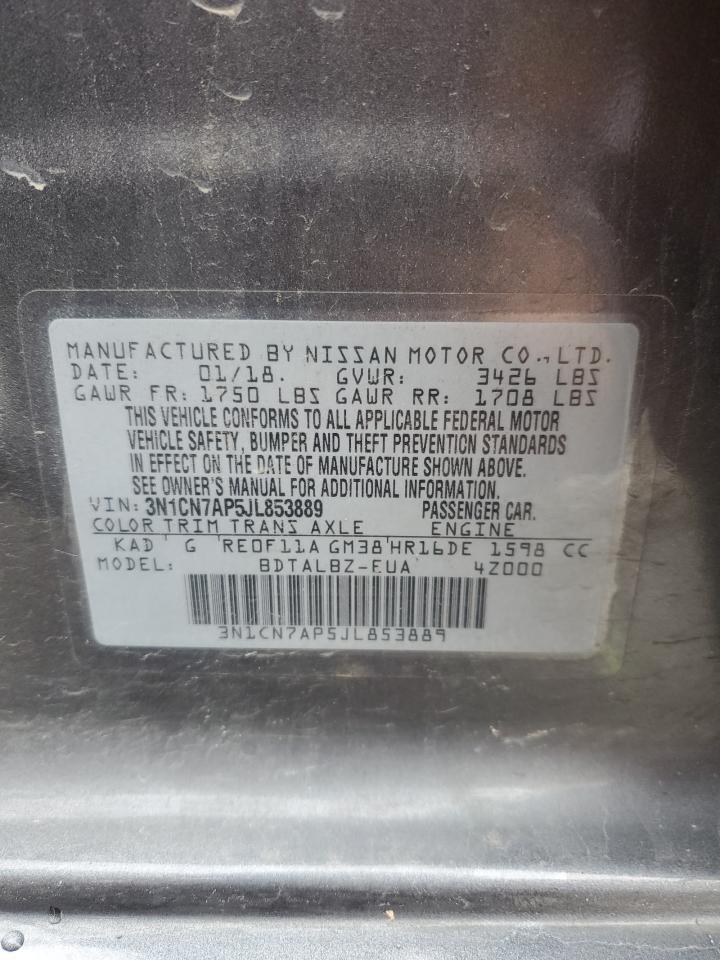 MANUFACTURED BY NISSAN MOTOR CO.,LTD.
DATE: 01/18. GVWR: 3426 LBS
GAWR FR: 1750 LBS GAWR RR: 1708 LBS
THIS VEHICLE CONFORMS TO ALL APPLICABLE FEDERAL MOTOR
VEHICLE SAFETY, BUMPER AND THEFT PREVENTION STANDARDS
IN EFFECT ON THE DATE OF MANUFACTURE SHOWN ABOVE.
SEE OWNER'S MANUAL FOR ADDITIONAL INFORMATION.
VIN: 3N1CN7AP5JL853889 PASSENGER CAR.
COLOR TRIM TRANS AXLE ENGINE
KAD G RE0F11A GM38 HR16DE 1598 CC
MODEL: BDTALBZ-EUA 4Z000
3N1CN7AP5JL853889